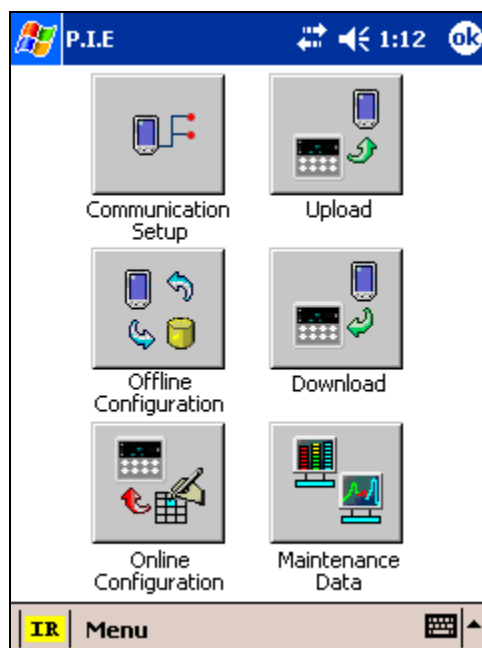 P.I.E
1:12
ok
Communication
Setup
Upload
Offline
Configuration
Download
Online
Configuration
Maintenance
Data
IR
Menu